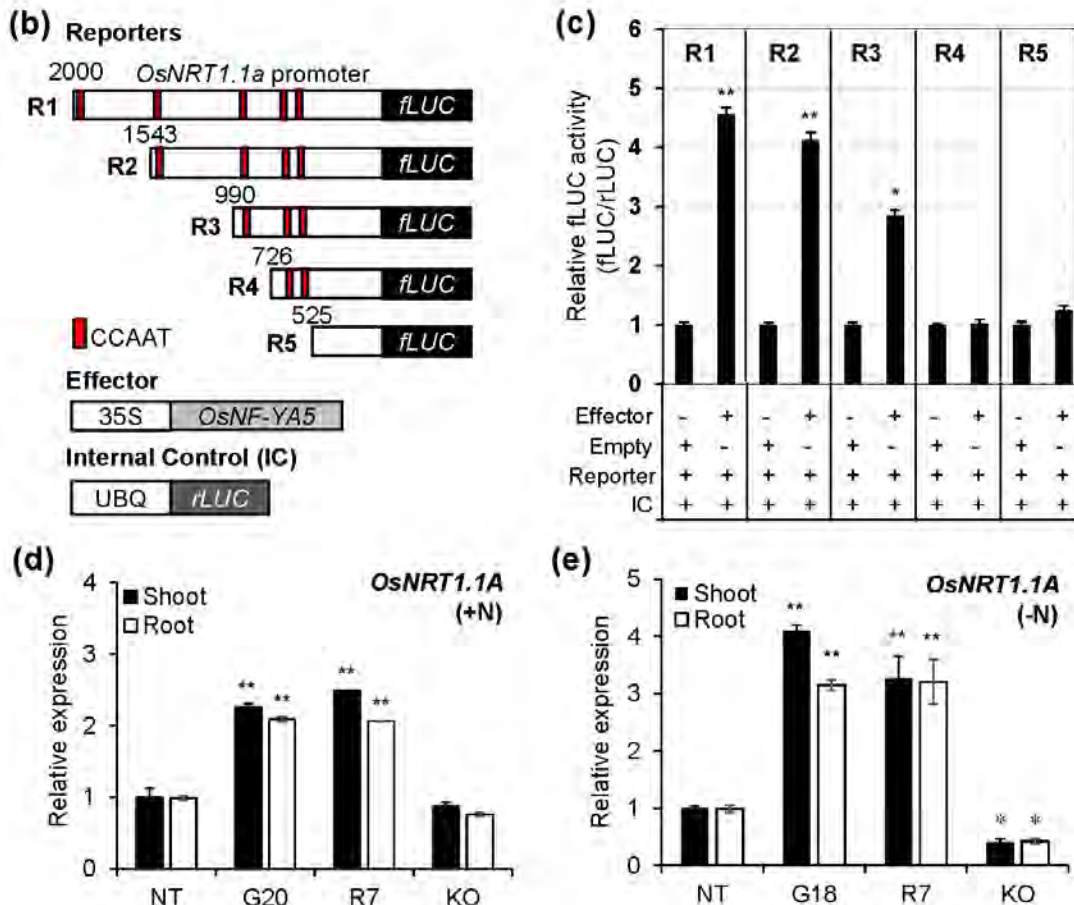 (b) Reporters
2000 OsNRT1.1a promoter
R1 fLUC
1543
R2 fLUC
990
R3 fLUC
726
R4 fLUC
525
R5 fLUC
CCAAT
Effector
35S OsNF-YA5
Internal Control (IC)
UBQ rLUC
(c)
Relative fLUC activity
(fLUC/rLUC)
6
5
4
3
2
1
0
R1 R2 R3 R4 R5
** ** *
Effector - + - + - + - + - +
Empty + - + - + - + - + -
Reporter + + + + + + + + + +
IC + + + + + + + + + +
(d)
OsNRT1.1A
(+N)
Shoot
Root
Relative expression
4
3
2
1
0
** ** ** **
NT G20 R7 KO
(e)
OsNRT1.1A
(-N)
Shoot
Root
Relative expression
5
4
3
2
1
0
** ** ** ** * *
NT G18 R7 KO